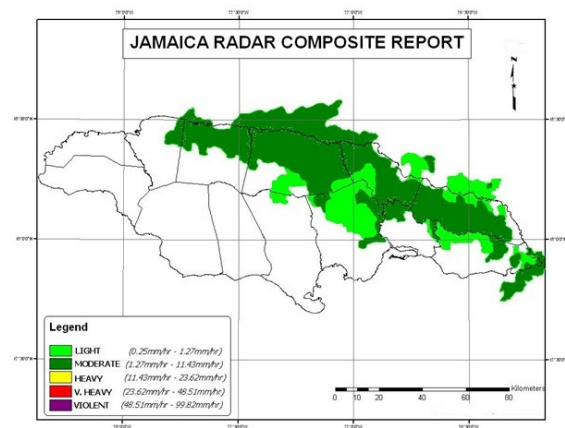 JAMAICA RADAR COMPOSITE REPORT
N
Legend
LIGHT (0.25mm/hr - 1.27mm/hr)
MODERATE (1.27mm/hr - 11.43mm/hr)
HEAVY (11.43mm/hr - 23.62mm/hr)
V. HEAVY (23.62mm/hr - 48.51mm/hr)
VIOLENT (48.51mm/hr - 99.82mm/hr)
Kilometers
0 5 10 20 40 60 80